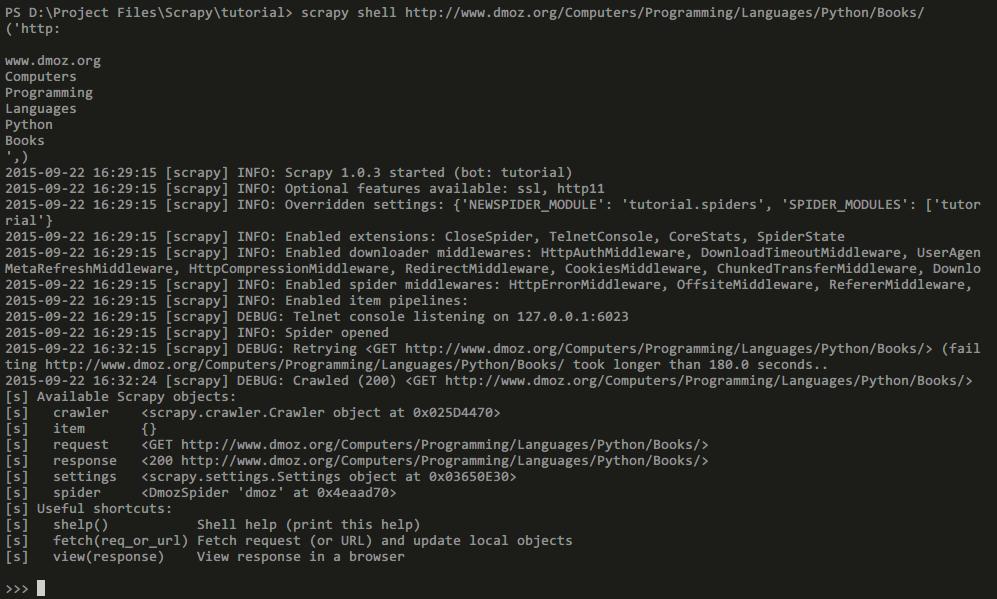 PS D:\Project Files\Scrapy\tutorial> scrapy shell http://www.dmoz.org/Computers/Programming/Languages/Python/Books/
('http:
www.dmoz.org
Computers
Programming
Languages
Python
Books
',)
2015-09-22 16:29:15 [scrapy] INFO: Scrapy 1.0.3 started (bot: tutorial)
2015-09-22 16:29:15 [scrapy] INFO: Optional features available: ssl, http11
2015-09-22 16:29:15 [scrapy] INFO: Overridden settings: {'NEWSPIDER_MODULE': 'tutorial.spiders', 'SPIDER_MODULES': ['tutor
rial'}
2015-09-22 16:29:15 [scrapy] INFO: Enabled extensions: CloseSpider, TelnetConsole, CoreStats, SpiderState
2015-09-22 16:29:15 [scrapy] INFO: Enabled downloader middlewares: HttpAuthMiddleware, DownloadTimeoutMiddleware, UserAgen
MetaRefreshMiddleware, HttpCompressionMiddleware, RedirectMiddleware, CookiesMiddleware, ChunkedTransferMiddleware, Downlo
2015-09-22 16:29:15 [scrapy] INFO: Enabled spider middlewares: HttpErrorMiddleware, OffsiteMiddleware, RefererMiddleware,
2015-09-22 16:29:15 [scrapy] INFO: Enabled item pipelines:
2015-09-22 16:29:15 [scrapy] DEBUG: Telnet console listening on 127.0.0.1:6023
2015-09-22 16:29:15 [scrapy] INFO: Spider opened
2015-09-22 16:32:15 [scrapy] DEBUG: Retrying <GET http://www.dmoz.org/Computers/Programming/Languages/Python/Books/> (fail
ting http://www.dmoz.org/Computers/Programming/Languages/Python/Books/ took longer than 180.0 seconds..
2015-09-22 16:32:24 [scrapy] DEBUG: Crawled (200) <GET http://www.dmoz.org/Computers/Programming/Languages/Python/Books/>
[s] Available Scrapy objects:
[s]   crawler    <scrapy.crawler.Crawler object at 0x025D4470>
[s]   item       {}
[s]   request    <GET http://www.dmoz.org/Computers/Programming/Languages/Python/Books/>
[s]   response   <200 http://www.dmoz.org/Computers/Programming/Languages/Python/Books/>
[s]   settings   <scrapy.settings.Settings object at 0x03650E30>
[s]   spider     <DmozSpider 'dmoz' at 0x4eaad70>
[s] Useful shortcuts:
[s]   shelp()           Shell help (print this help)
[s]   fetch(req_or_url) Fetch request (or URL) and update local objects
[s]   view(response)    View response in a browser
>>>